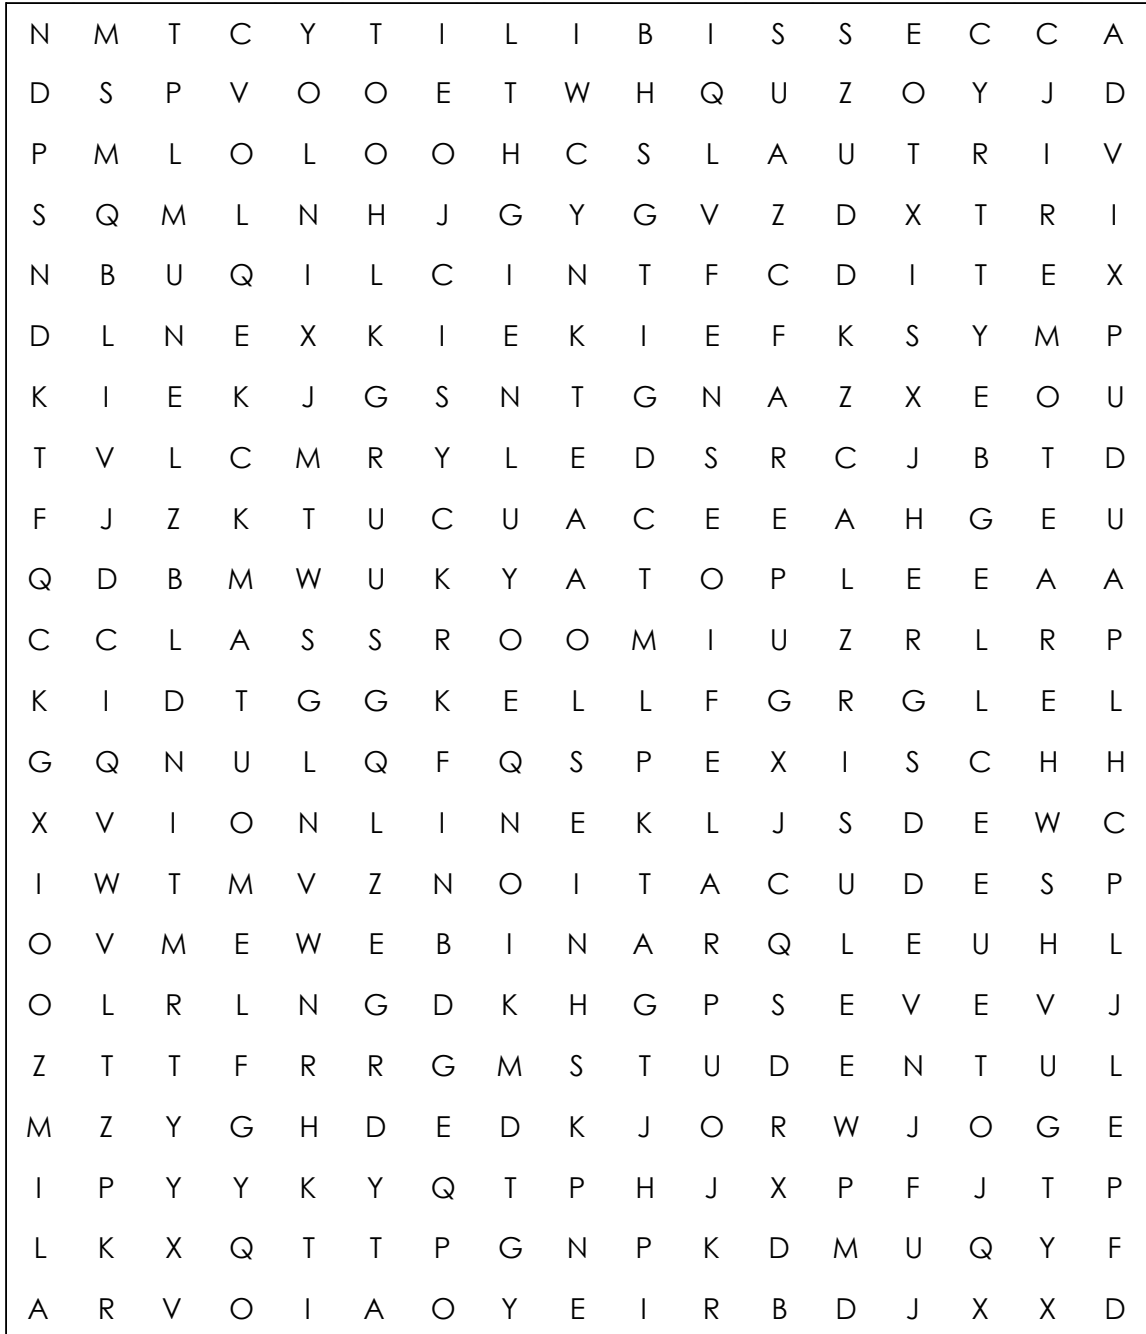 N M T C Y T I L I B I S S E C C A
D S P V O O E T W H Q U Z O Y J D
P M L O L O O H C S L A U T R I V
S Q M L N H J G Y G V Z D X T R I
N B U Q I L C I N T F C D I T E X
D L N E X K I E K I E F K S Y M P
K I E K J G S N T G N A Z X E O U
T V L C M R Y L E D S R C J B T D
F J Z K T U C U A C E E A H G E U
Q D B M W U K Y A T O P L E E A A
C C L A S S R O O M I U Z R L R P
K I D T G G K E L L F G R G L E L
G Q N U L Q F Q S P E X I S C H H
X V I O N L I N E K L J S D E W C
I W T M V Z N O I T A C U D E S P
O V M E W E B I N A R Q L E U H L
O L R L N G D K H G P S E V E V J
Z T T F R R G M S T U D E N T U L
M Z Y G H D E D K J O R W J O G E
I P Y Y K Y Q T P H J X P F J T P
L K X Q T T P G N P K D M U Q Y F
A R V O I A O Y E I R B D J X X D